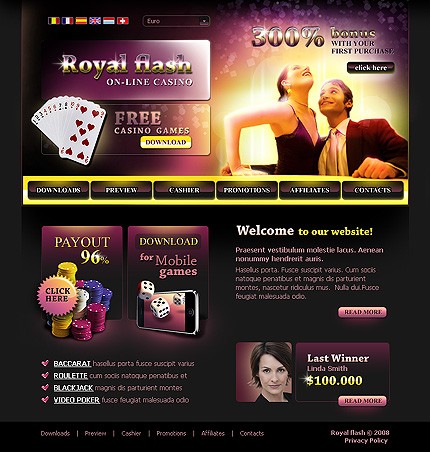 Euro
Royal flash
ON-LINE CASINO
300% bonus
WITH YOUR
FIRST PURCHASE
click here
FREE
CASINO GAMES
DOWNLOAD
DOWNLOADS
PREVIEW
CASHIER
PROMOTIONS
AFFILIATES
CONTACTS
PAYOUT
96%
CLICK
HERE
DOWNLOAD
for Mobile
games
Welcome to our website!
Praesent vestibulum molestie lacus. Aenean
nonummy hendrerit auris.
Hasellus porta. Fusce suscipit varius. Cum sociis
natoque penatibus et magnis dis parturient
montes, nascetur ridiculus mus. Nulla dui.Fusce
feugiat malesuada odio.
READ MORE
BACCARAT hasellus porta fusce suscipit varius
ROULETTE cum sociis natoque penatibus et
BLACKJACK magnis dis parturient montes
VIDEO POKER fusce feugiat malesuada odio
Last Winner
Linda Smith
$100.000
READ MORE
Downloads | Preview | Cashier | Promotions | Affiliates | Contacts
Royal flash © 2008
Privacy Policy